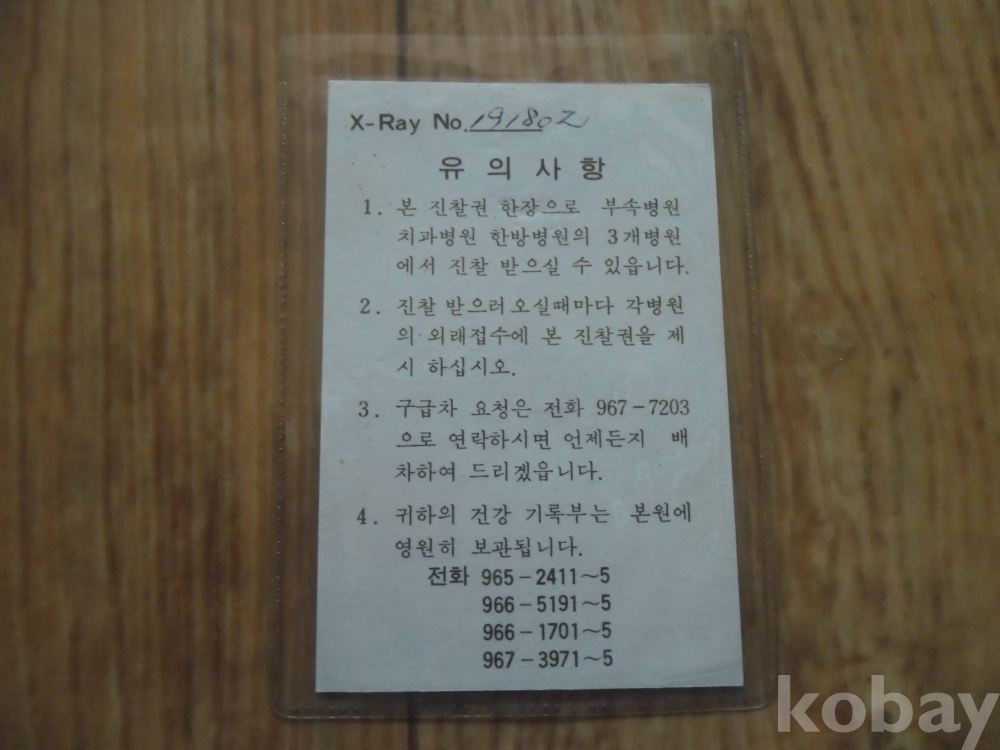 X-Ray No. 191802
유 의 사 항
1. 본 진찰권 한장으로 부속병원
치과병원 한방병원의 3개병원
에서 진찰 받으실 수 있읍니다.
2. 진찰 받으러 오실때마다 각병원
의 외래접수에 본 진찰권을 제
시 하십시오.
3. 구급차 요청은 전화 967-7203
으로 연락하시면 언제든지 배
차하여 드리겠읍니다.
4. 귀하의 건강 기록부는 본원에
영원히 보관됩니다.
전화 965-2411~5
966-5191~5
966-1701~5
967-3971~5
kobay